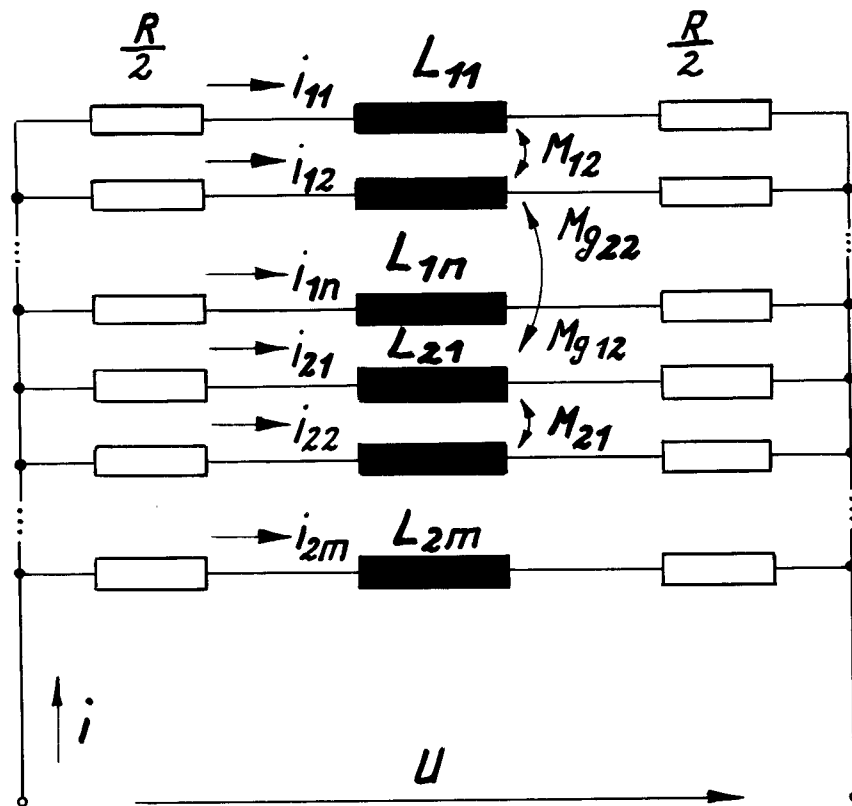 R/2 R/2
i11 L11
M12
i12
Mg22
i1n L1n
Mg12
i21 L21
i22 M21
i2m L2m
i
U